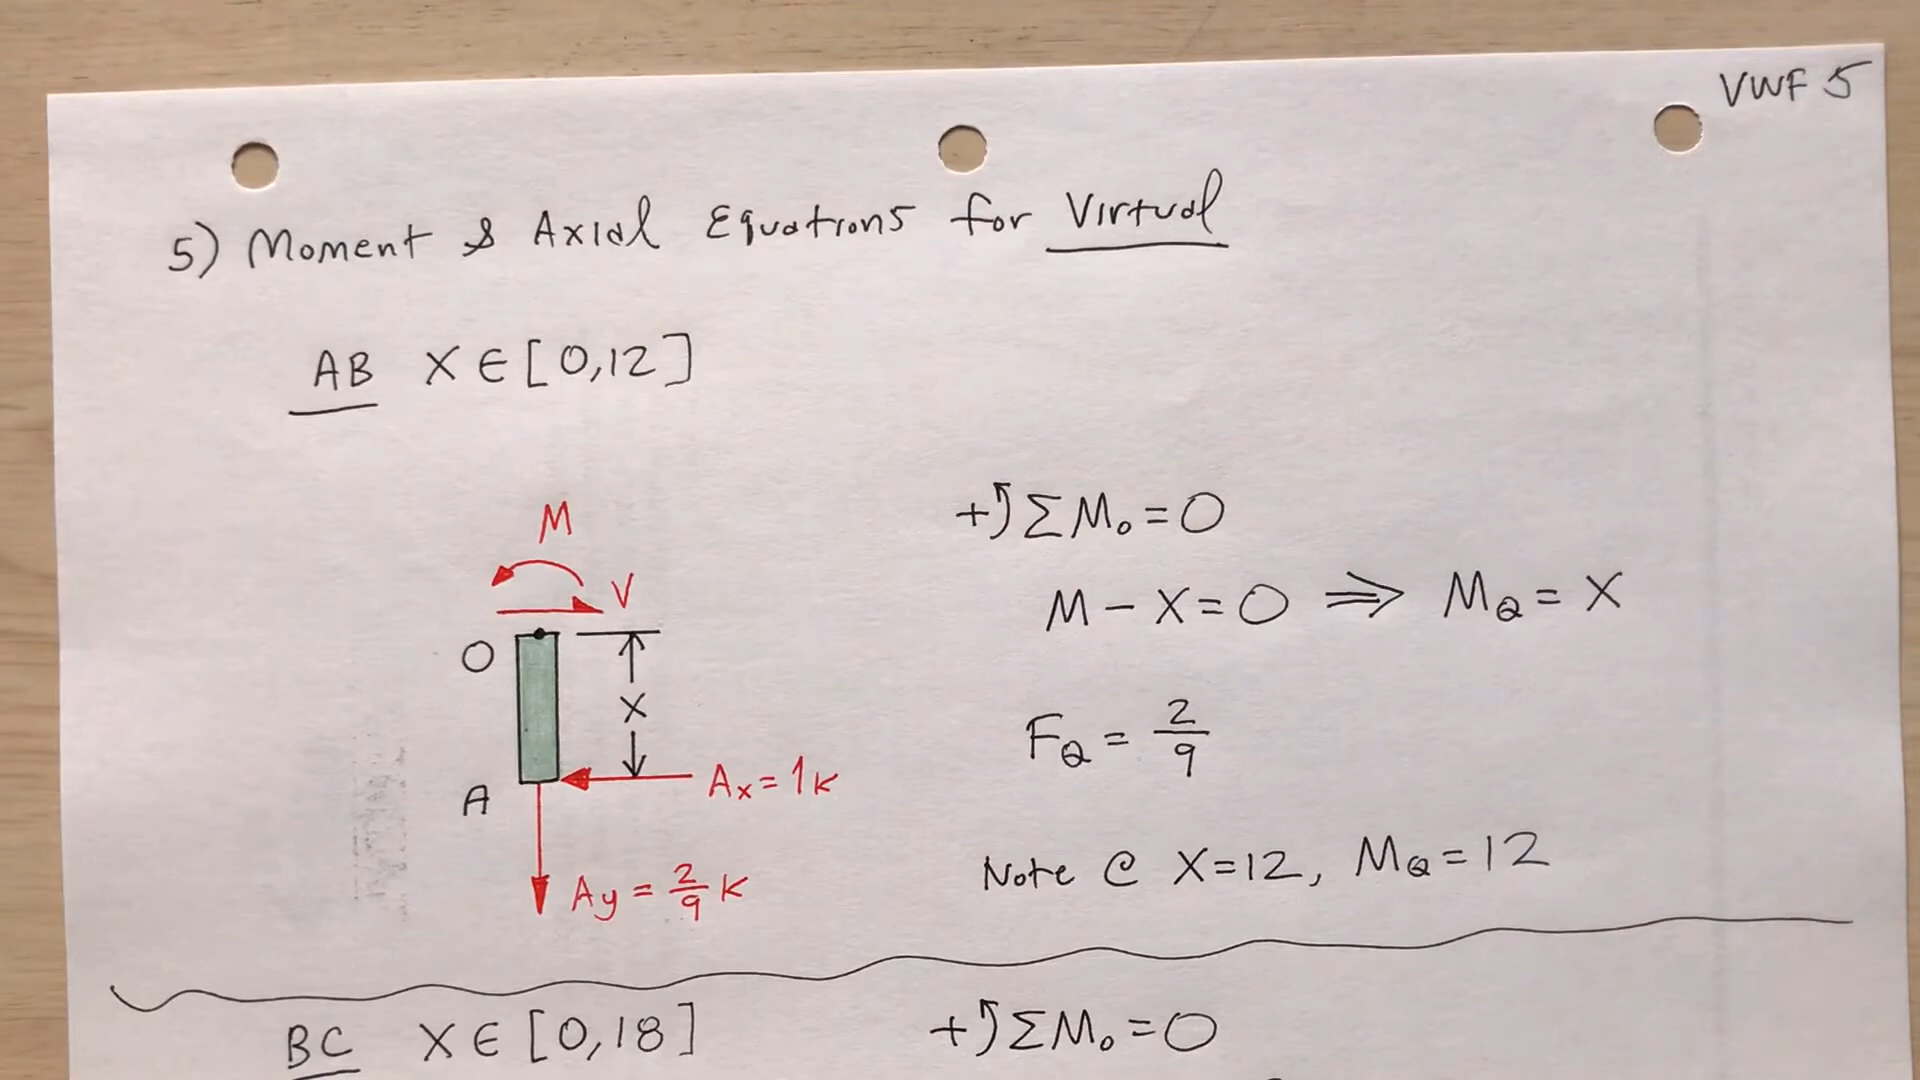 VWF 5
5) Moment & Axial Equations for Virtual
AB X ∈ [0,12]
M
V
O
X
A
Ax = 1k
Ay = 2/9 k
+↺ ΣMo = 0
M - X = 0 ⇒ MQ = X
FQ = 2/9
Note @ X=12, MQ = 12
BC X ∈ [0,18]
+↺ ΣMo = 0